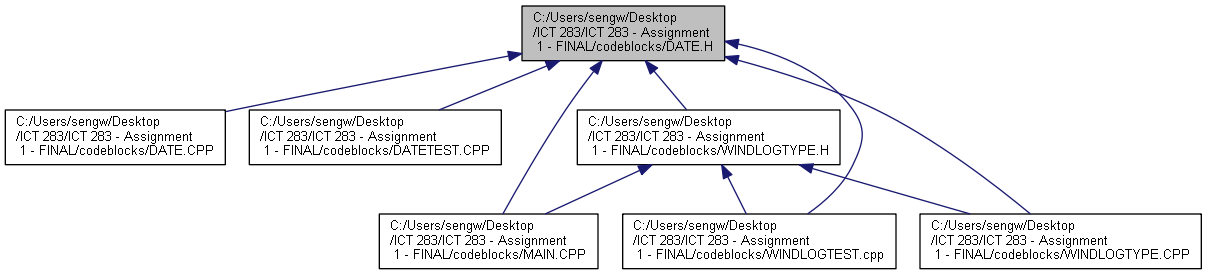 C:/Users/sengw/Desktop
/ICT 283/ICT 283 - Assignment
1 - FINAL/codeblocks/DATE.H
C:/Users/sengw/Desktop
/ICT 283/ICT 283 - Assignment
1 - FINAL/codeblocks/DATE.CPP
C:/Users/sengw/Desktop
/ICT 283/ICT 283 - Assignment
1 - FINAL/codeblocks/DATETEST.CPP
C:/Users/sengw/Desktop
/ICT 283/ICT 283 - Assignment
1 - FINAL/codeblocks/WINDLOGTYPE.H
C:/Users/sengw/Desktop
/ICT 283/ICT 283 - Assignment
1 - FINAL/codeblocks/MAIN.CPP
C:/Users/sengw/Desktop
/ICT 283/ICT 283 - Assignment
1 - FINAL/codeblocks/WINDLOGTEST.cpp
C:/Users/sengw/Desktop
/ICT 283/ICT 283 - Assignment
1 - FINAL/codeblocks/WINDLOGTYPE.CPP